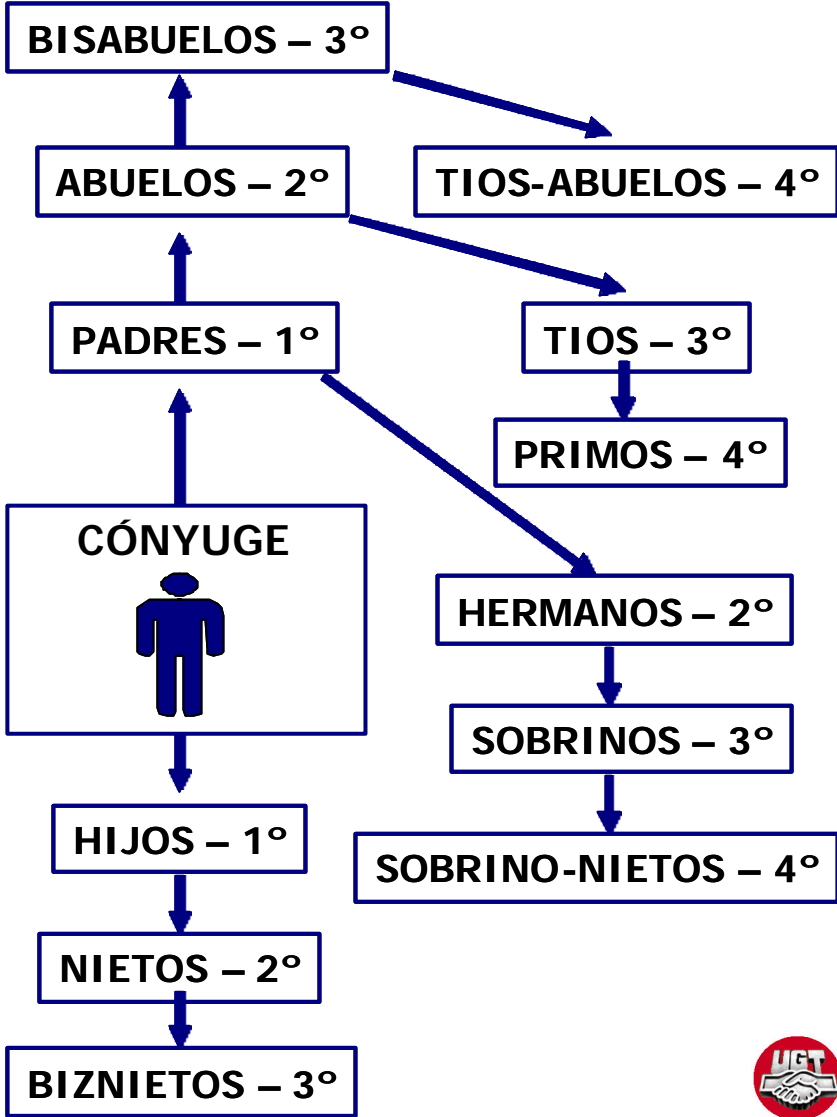 BISABUELOS – 3º
ABUELOS – 2º
TIOS-ABUELOS – 4º
PADRES – 1º
TIOS – 3º
PRIMOS – 4º
CÓNYUGE
HERMANOS – 2º
SOBRINOS – 3º
HIJOS – 1º
SOBRINO-NIETOS – 4º
NIETOS – 2º
BIZNIETOS – 3º
UGT